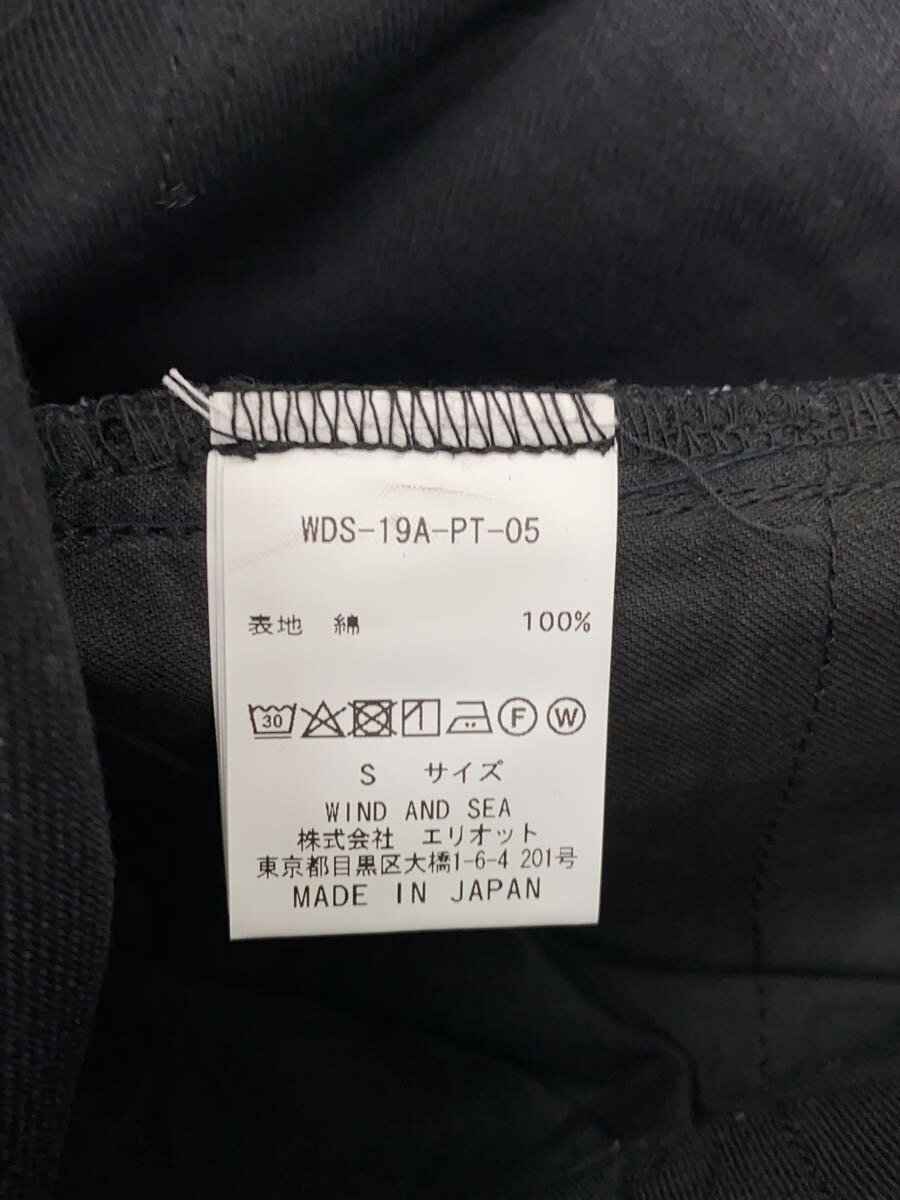 WDS-19A-PT-05
表地 綿 100%
30 F W
S サイズ
WIND AND SEA
株式会社 エリオット
東京都目黒区大橋1-6-4 201号
MADE IN JAPAN